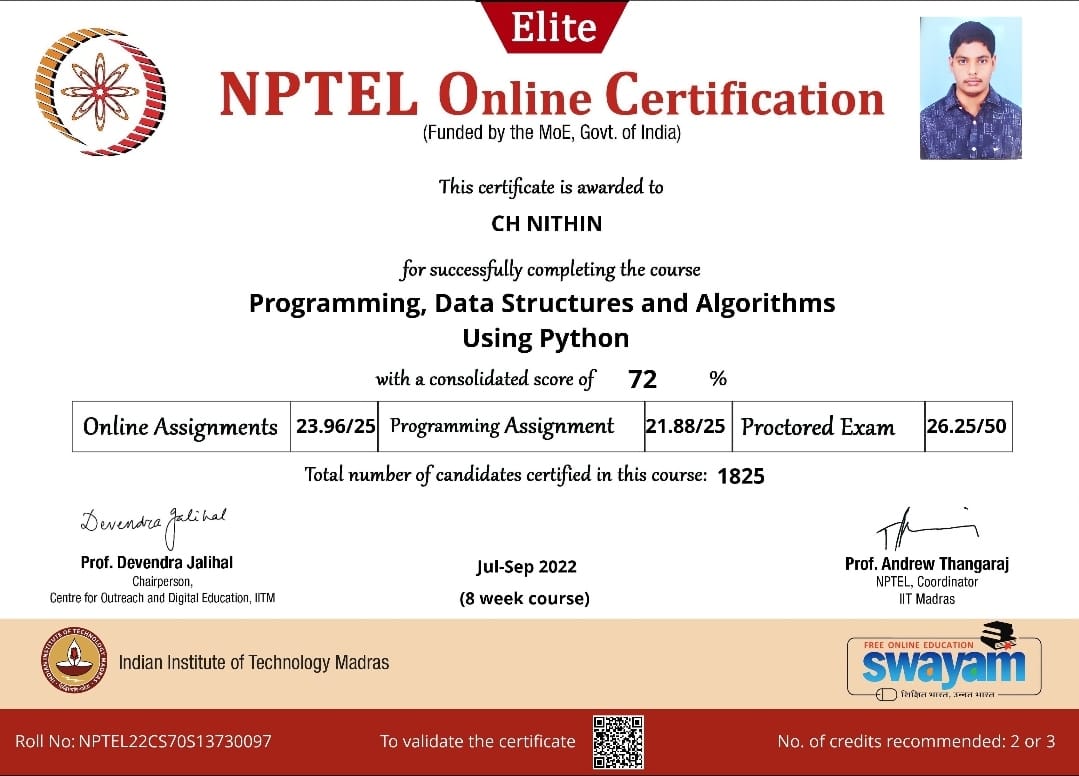 Elite
NPTEL Online Certification
(Funded by the MoE, Govt. of India)
This certificate is awarded to
CH NITHIN
for successfully completing the course
Programming, Data Structures and Algorithms
Using Python
with a consolidated score of 72 %
Online Assignments 23.96/25 Programming Assignment 21.88/25 Proctored Exam 26.25/50
Total number of candidates certified in this course: 1825
Devendra Jalihal
Prof. Devendra Jalihal
Chairperson,
Centre for Outreach and Digital Education, IITM
Jul-Sep 2022
(8 week course)
Prof. Andrew Thangaraj
NPTEL, Coordinator
IIT Madras
INDIAN INSTITUTE OF TECHNOLOGY MADRAS
Indian Institute of Technology Madras
FREE ONLINE EDUCATION
swayam
शिक्षित भारत, उन्नत भारत
Roll No: NPTEL22CS70S13730097
To validate the certificate
No. of credits recommended: 2 or 3